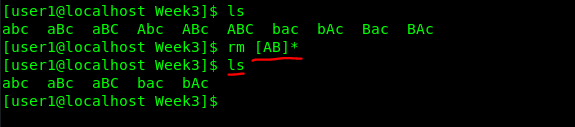 [user1@localhost Week3]$ ls
abc  aBc  aBC  Abc  ABc  ABC  bac  bAc  Bac  BAc
[user1@localhost Week3]$ rm [AB]*
[user1@localhost Week3]$ ls
abc  aBc  aBC  bac  bAc
[user1@localhost Week3]$